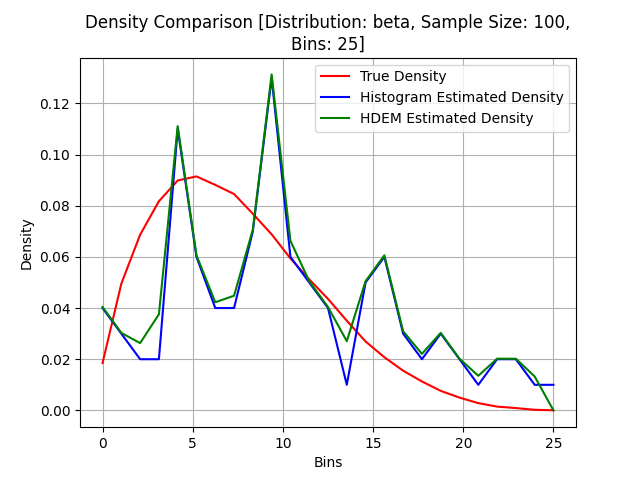 Density Comparison [Distribution: beta, Sample Size: 100,
Bins: 25]
True Density
Histogram Estimated Density
HDEM Estimated Density
Density
0.12
0.10
0.08
0.06
0.04
0.02
0.00
0 5 10 15 20 25
Bins